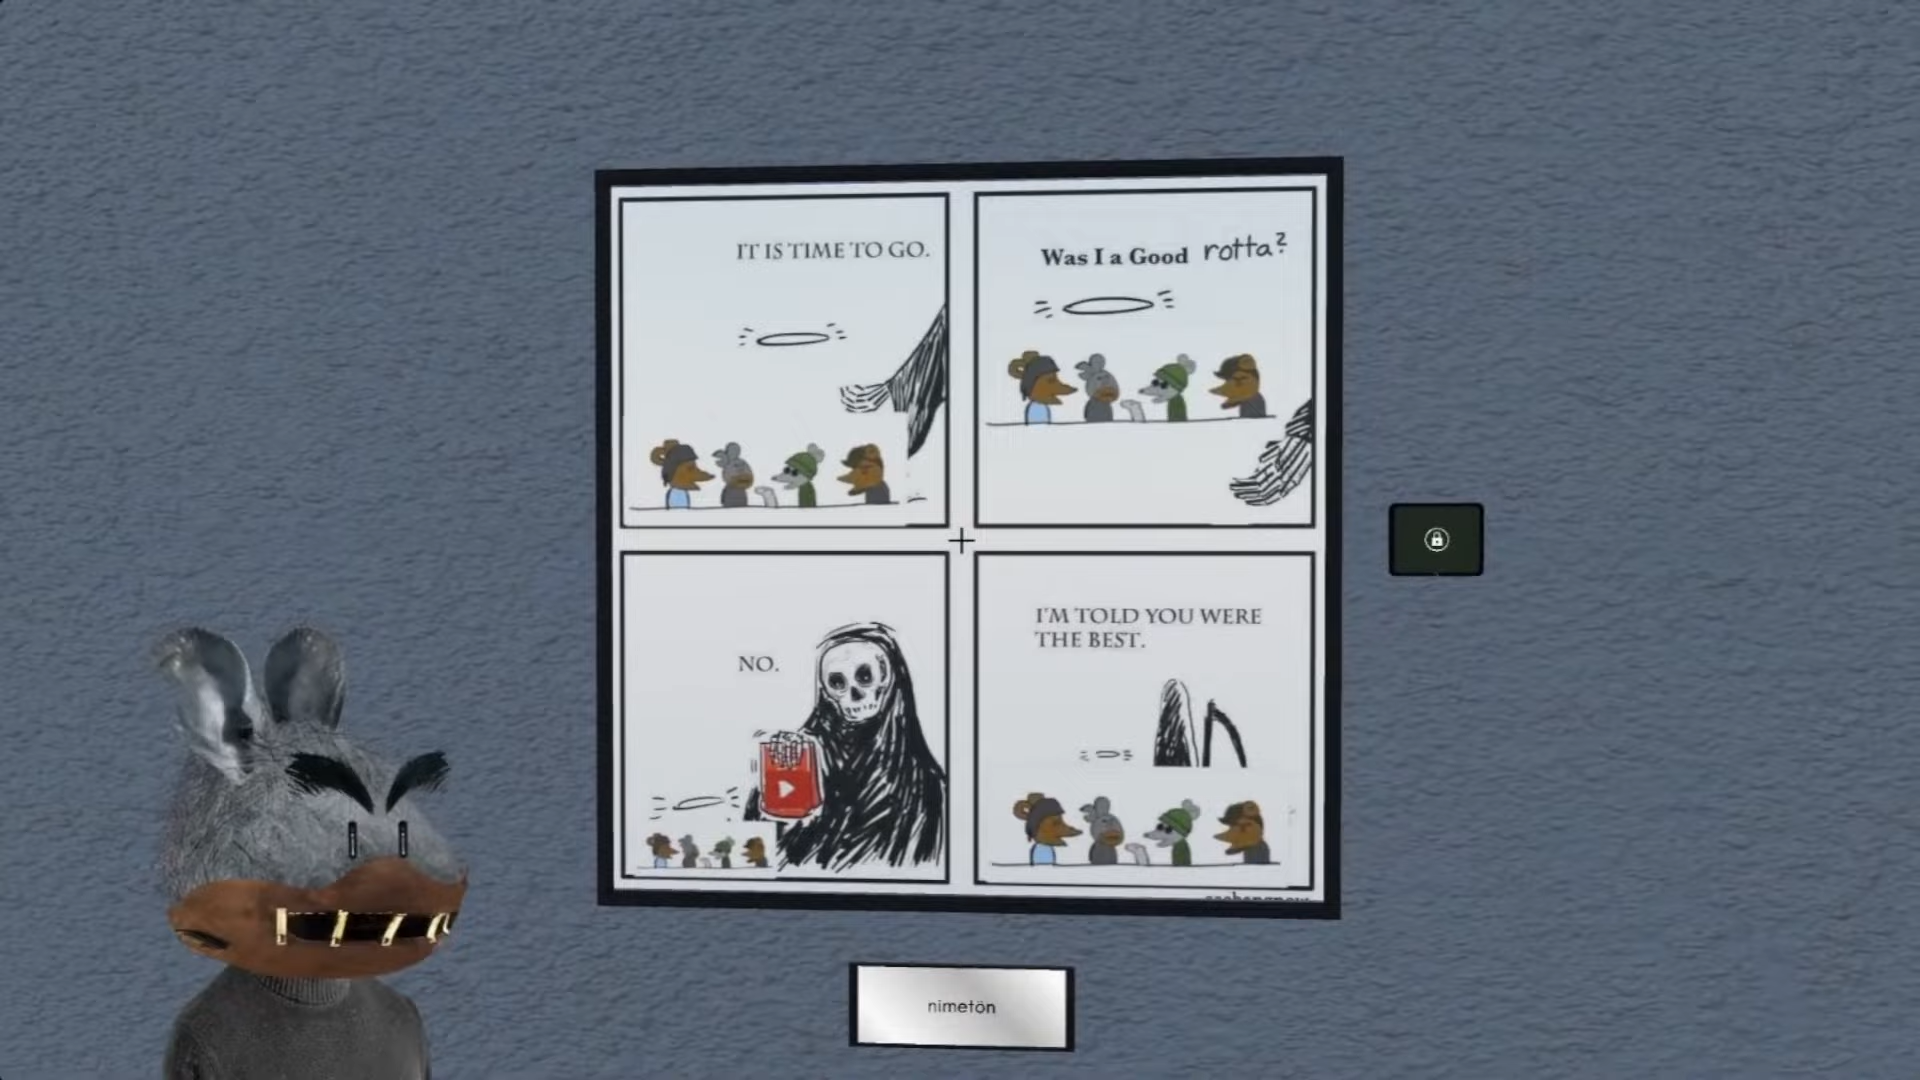 IT IS TIME TO GO.
Was I a Good rotta?
NO.
I'M TOLD YOU WERE
THE BEST.
nimetön